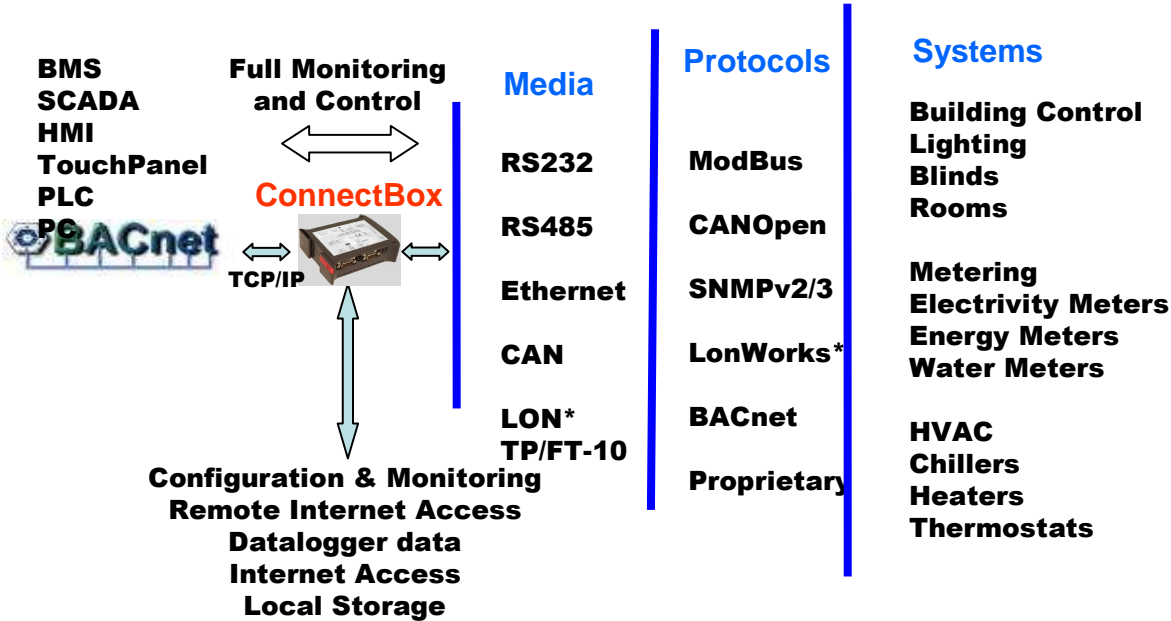 BMS
SCADA
HMI
TouchPanel
PLC
PC
BACnet
TCP/IP
Full Monitoring
and Control
ConnectBox
Configuration & Monitoring
Remote Internet Access
Datalogger data
Internet Access
Local Storage
Media
RS232
RS485
Ethernet
CAN
LON*
TP/FT-10
Protocols
ModBus
CANOpen
SNMPv2/3
LonWorks*
BACnet
Proprietary
Systems
Building Control
Lighting
Blinds
Rooms
Metering
Electrivity Meters
Energy Meters
Water Meters
HVAC
Chillers
Heaters
Thermostats